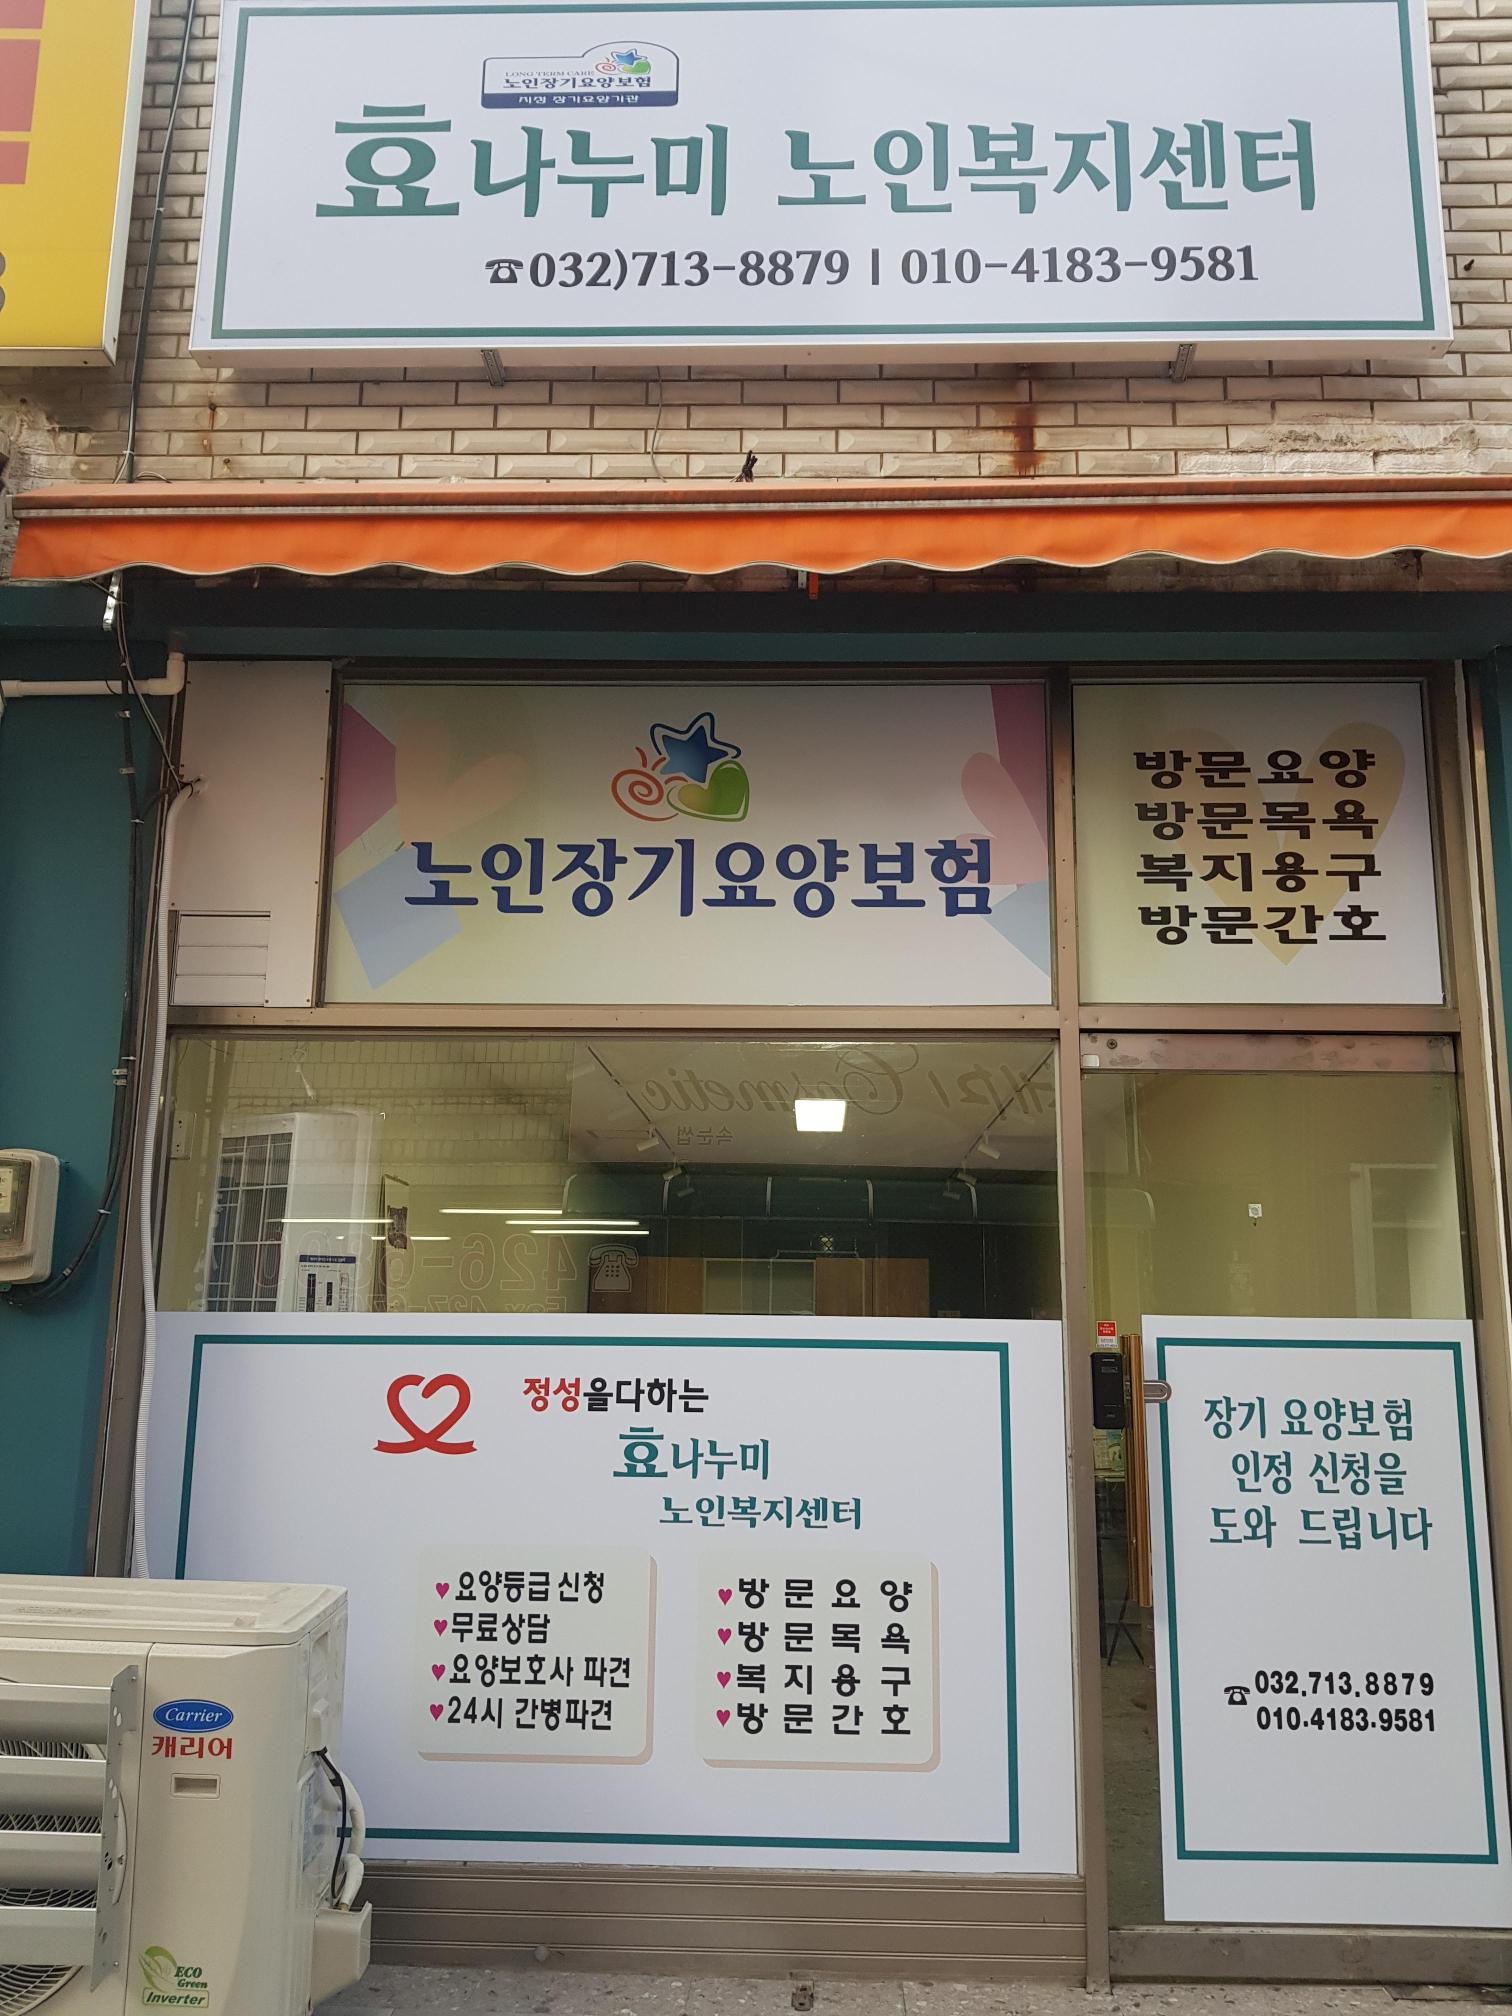 LONG TERM CARE
노인장기요양보험
지정 장기요양기관
효나누미 노인복지센터
☎032)713-8879 | 010-4183-9581
노인장기요양보험
방문요양
방문목욕
복지용구
방문간호
Cosmetic
속눈썹
426-6
정성을다하는
효나누미
노인복지센터
♥요양등급신청
♥무료상담
♥요양보호사 파견
♥24시 간병파견
♥방 문 요 양
♥방 문 목 욕
♥복 지 용 구
♥방 문 간 호
장기 요양보험
인정 신청을
도와 드립니다
☎032.713.8879
010.4183.9581
Carrier
캐리어
ECO
Green
Inverter